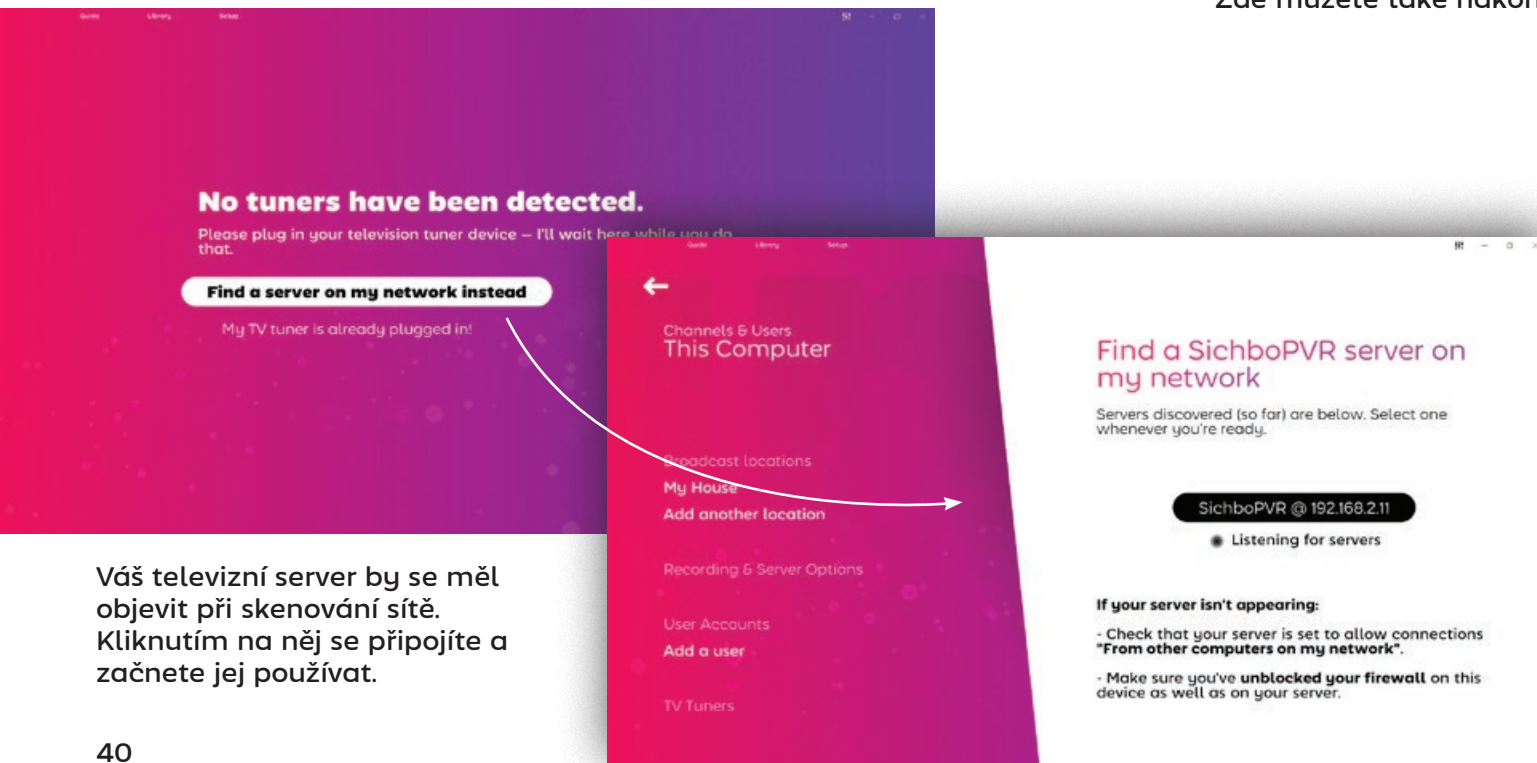 Guide Library Setup
No tuners have been detected.
Please plug in your television tuner device – I'll wait here while you do
that.
Find a server on my network instead
My TV tuner is already plugged in!
Váš televizní server by se měl
objevit při skenování sítě.
Kliknutím na něj se připojíte a
začnete jej používat.
40
Guide Library Setup
Channels & Users
This Computer
Broadcast locations
My House
Add another location
Recording & Server Options
User Accounts
Add a user
TV Tuners
Find a SichboPVR server on
my network
Servers discovered (so far) are below. Select one
whenever you're ready.
SichboPVR @ 192.168.2.11
Listening for servers
If your server isn't appearing:
- Check that your server is set to allow connections
"From other computers on my network".
- Make sure you've unblocked your firewall on this
device as well as on your server.